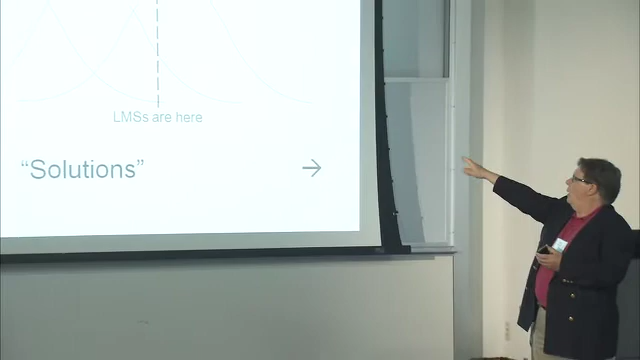 LMSs are here
“Solutions” →